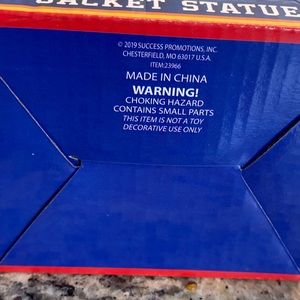 JACKET STATUE
© 2019 SUCCESS PROMOTIONS, INC.
CHESTERFIELD, MO 63017 U.S.A.
ITEM:23966
MADE IN CHINA
WARNING!
CHOKING HAZARD
CONTAINS SMALL PARTS
THIS ITEM IS NOT A TOY
DECORATIVE USE ONLY